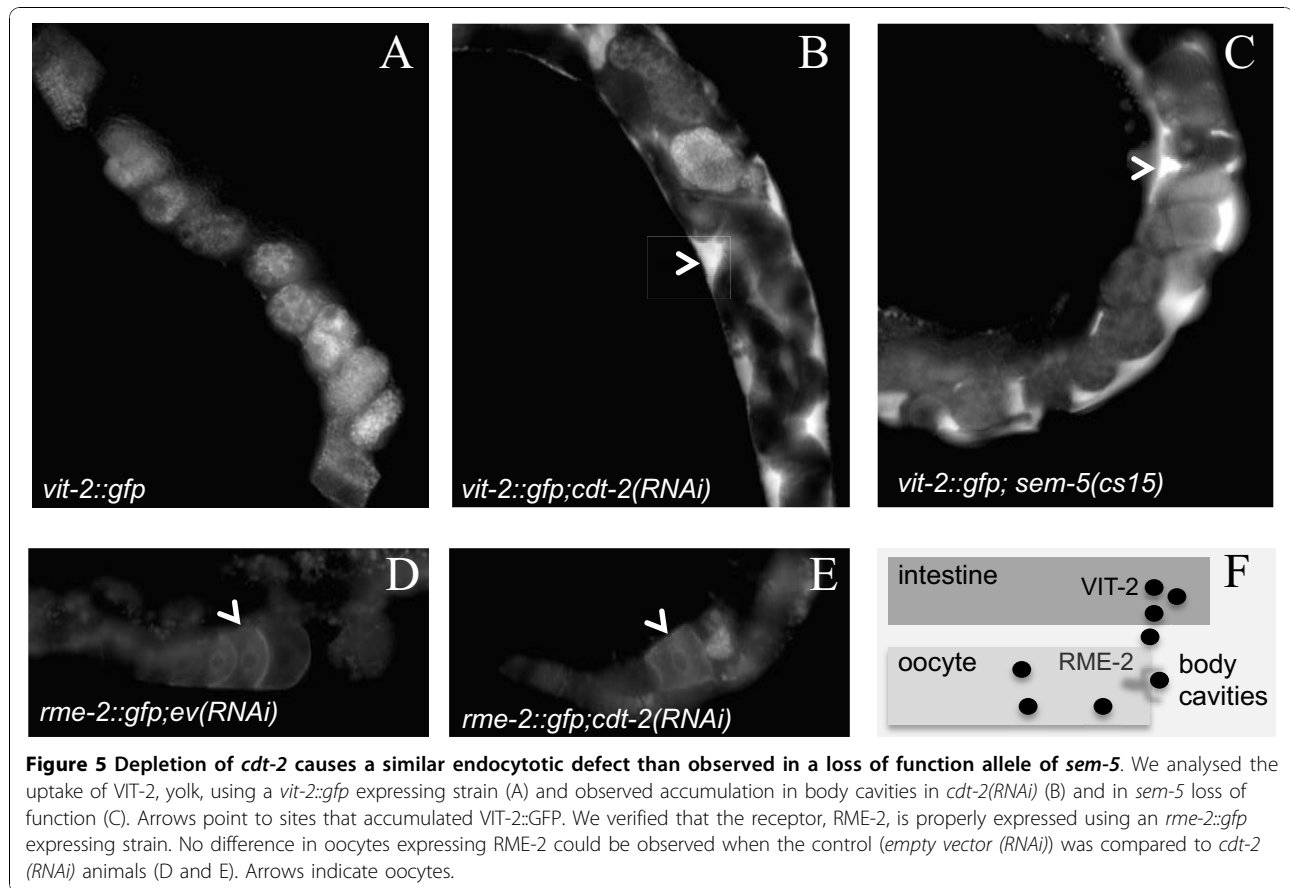 A
B
C
vit-2::gfp
vit-2::gfp;cdt-2(RNAi)
vit-2::gfp; sem-5(cs15)
D
E
F
rme-2::gfp;ev(RNAi)
rme-2::gfp;cdt-2(RNAi)
intestine
VIT-2
oocyte
RME-2
body
cavities
Figure 5 Depletion of cdt-2 causes a similar endocytotic defect than observed in a loss of function allele of sem-5. We analysed the
uptake of VIT-2, yolk, using a vit-2::gfp expressing strain (A) and observed accumulation in body cavities in cdt-2(RNAi) (B) and in sem-5 loss of
function (C). Arrows point to sites that accumulated VIT-2::GFP. We verified that the receptor, RME-2, is properly expressed using an rme-2::gfp
expressing strain. No difference in oocytes expressing RME-2 could be observed when the control (empty vector (RNAi)) was compared to cdt-2
(RNAi) animals (D and E). Arrows indicate oocytes.